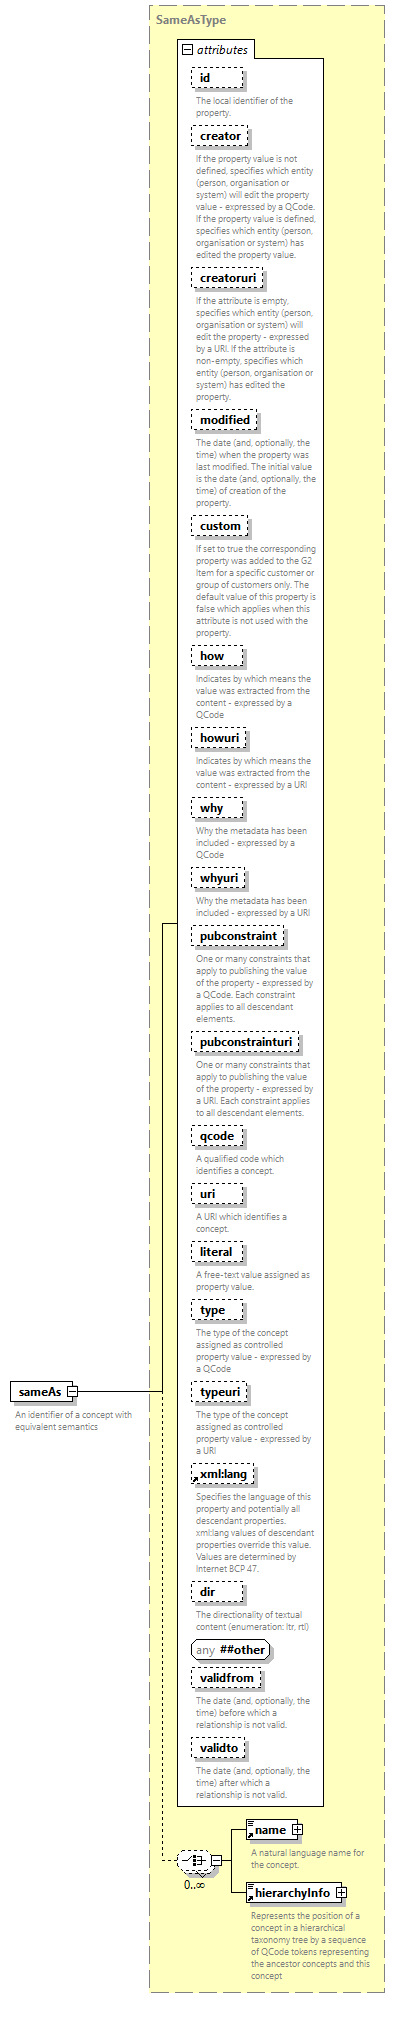 SameAsType
attributes
id
The local identifier of the
property.
creator
If the property value is not
defined, specifies which entity
(person, organisation or
system) will edit the property
value - expressed by a QCode.
If the property value is defined,
specifies which entity (person,
organisation or system) has
edited the property value.
creatoruri
If the attribute is empty,
specifies which entity (person,
organisation or system) will
edit the property - expressed
by a URI. If the attribute is
non-empty, specifies which
entity (person, organisation or
system) has edited the
property.
modified
The date (and, optionally, the
time) when the property was
last modified. The initial value
is the date (and, optionally, the
time) of creation of the
property.
custom
If set to true the corresponding
property was added to the G2
Item for a specific customer or
group of customers only. The
default value of this property is
false which applies when this
attribute is not used with the
property.
how
Indicates by which means the
value was extracted from the
content - expressed by a
QCode
howuri
Indicates by which means the
value was extracted from the
content - expressed by a URI
why
Why the metadata has been
included - expressed by a
QCode
whyuri
Why the metadata has been
included - expressed by a URI
pubconstraint
One or many constraints that
apply to publishing the value
of the property - expressed by
a QCode. Each constraint
applies to all descendant
elements.
pubconstrainturi
One or many constraints that
apply to publishing the value
of the property - expressed by
a URI. Each constraint applies
to all descendant elements.
qcode
A qualified code which
identifies a concept.
uri
A URI which identifies a
concept.
literal
A free-text value assigned as
property value.
type
The type of the concept
assigned as controlled
property value - expressed by
a QCode
typeuri
The type of the concept
assigned as controlled
property value - expressed by
a URI
xml:lang
Specifies the language of this
property and potentially all
descendant properties.
xml:lang values of descendant
properties override this value.
Values are determined by
Internet BCP 47.
dir
The directionality of textual
content (enumeration: ltr, rtl)
any ##other
validfrom
The date (and, optionally, the
time) before which a
relationship is not valid.
validto
The date (and, optionally, the
time) after which a
relationship is not valid.
sameAs
An identifier of a concept with
equivalent semantics
0..∞
name
A natural language name for
the concept.
hierarchyInfo
Represents the position of a
concept in a hierarchical
taxonomy tree by a sequence
of QCode tokens representing
the ancestor concepts and this
concept